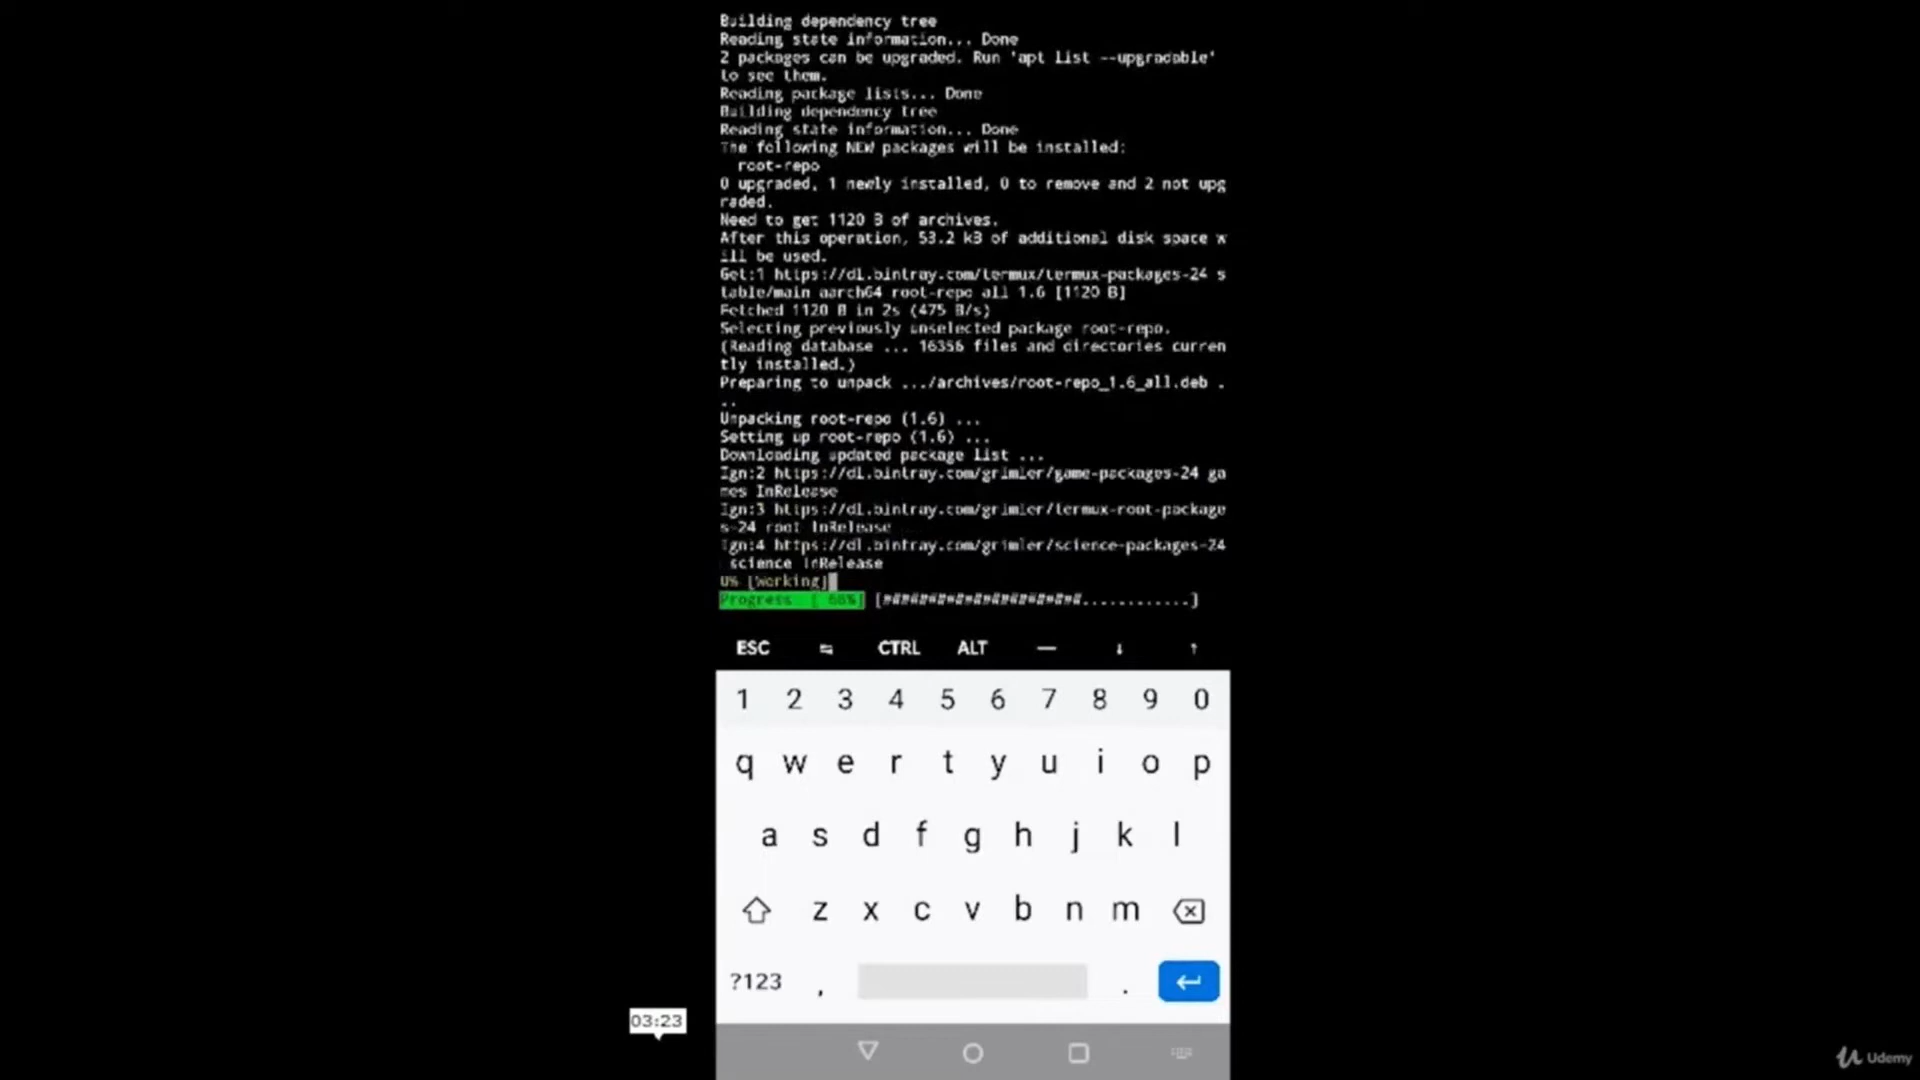 Building dependency tree
Reading state information... Done
2 packages can be upgraded. Run 'apt list --upgradable'
to see them.
Reading package lists... Done
Building dependency tree
Reading state information... Done
The following NEW packages will be installed:
root-repo
0 upgraded, 1 newly installed, 0 to remove and 2 not upg
raded.
Need to get 1120 B of archives.
After this operation, 53.2 kB of additional disk space w
ill be used.
Get:1 https://dl.bintray.com/termux/termux-packages-24 s
table/main aarch64 root-repo all 1.6 [1120 B]
Fetched 1120 B in 2s (475 B/s)
Selecting previously unselected package root-repo.
(Reading database ... 16356 files and directories curren
tly installed.)
Preparing to unpack .../archives/root-repo_1.6_all.deb .
..
Unpacking root-repo (1.6) ...
Setting up root-repo (1.6) ...
Downloading updated package list ...
Ign:2 https://dl.bintray.com/grimler/game-packages-24 ga
mes InRelease
Ign:3 https://dl.bintray.com/grimler/termux-root-package
s-24 root InRelease
Ign:4 https://dl.bintray.com/grimler/science-packages-24
science InRelease
0% [Working]
Progress: [ 60%] [######################............]
ESC ⇆ CTRL ALT — ↓ ↑
1 2 3 4 5 6 7 8 9 0
q w e r t y u i o p
a s d f g h j k l
z x c v b n m
?123 , .
03:23
Udemy